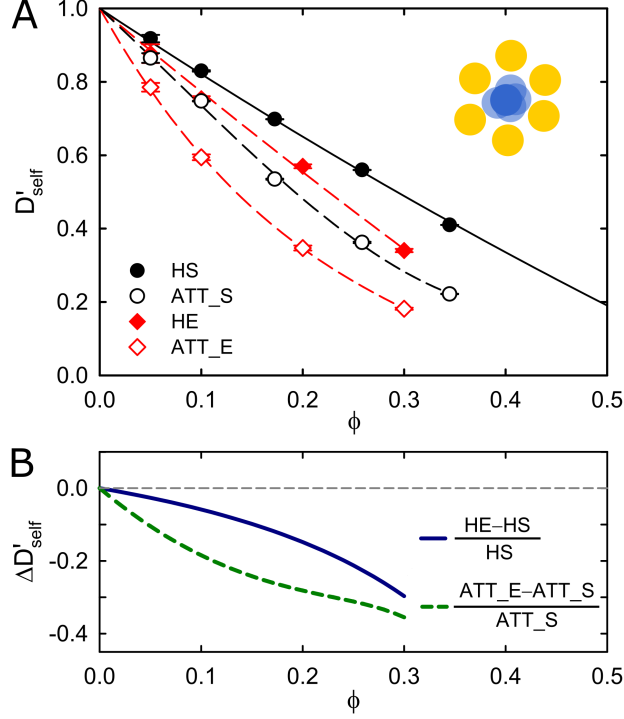 A
1.0
0.8
0.6
0.4
0.2
0.0
D'self
HS
ATT_S
HE
ATT_E
0.0 0.1 0.2 0.3 0.4 0.5
ϕ
B
0.0
-0.2
-0.4
ΔD'self
HE–HS
HS
ATT_E–ATT_S
ATT_S
0.0 0.1 0.2 0.3 0.4 0.5
ϕ